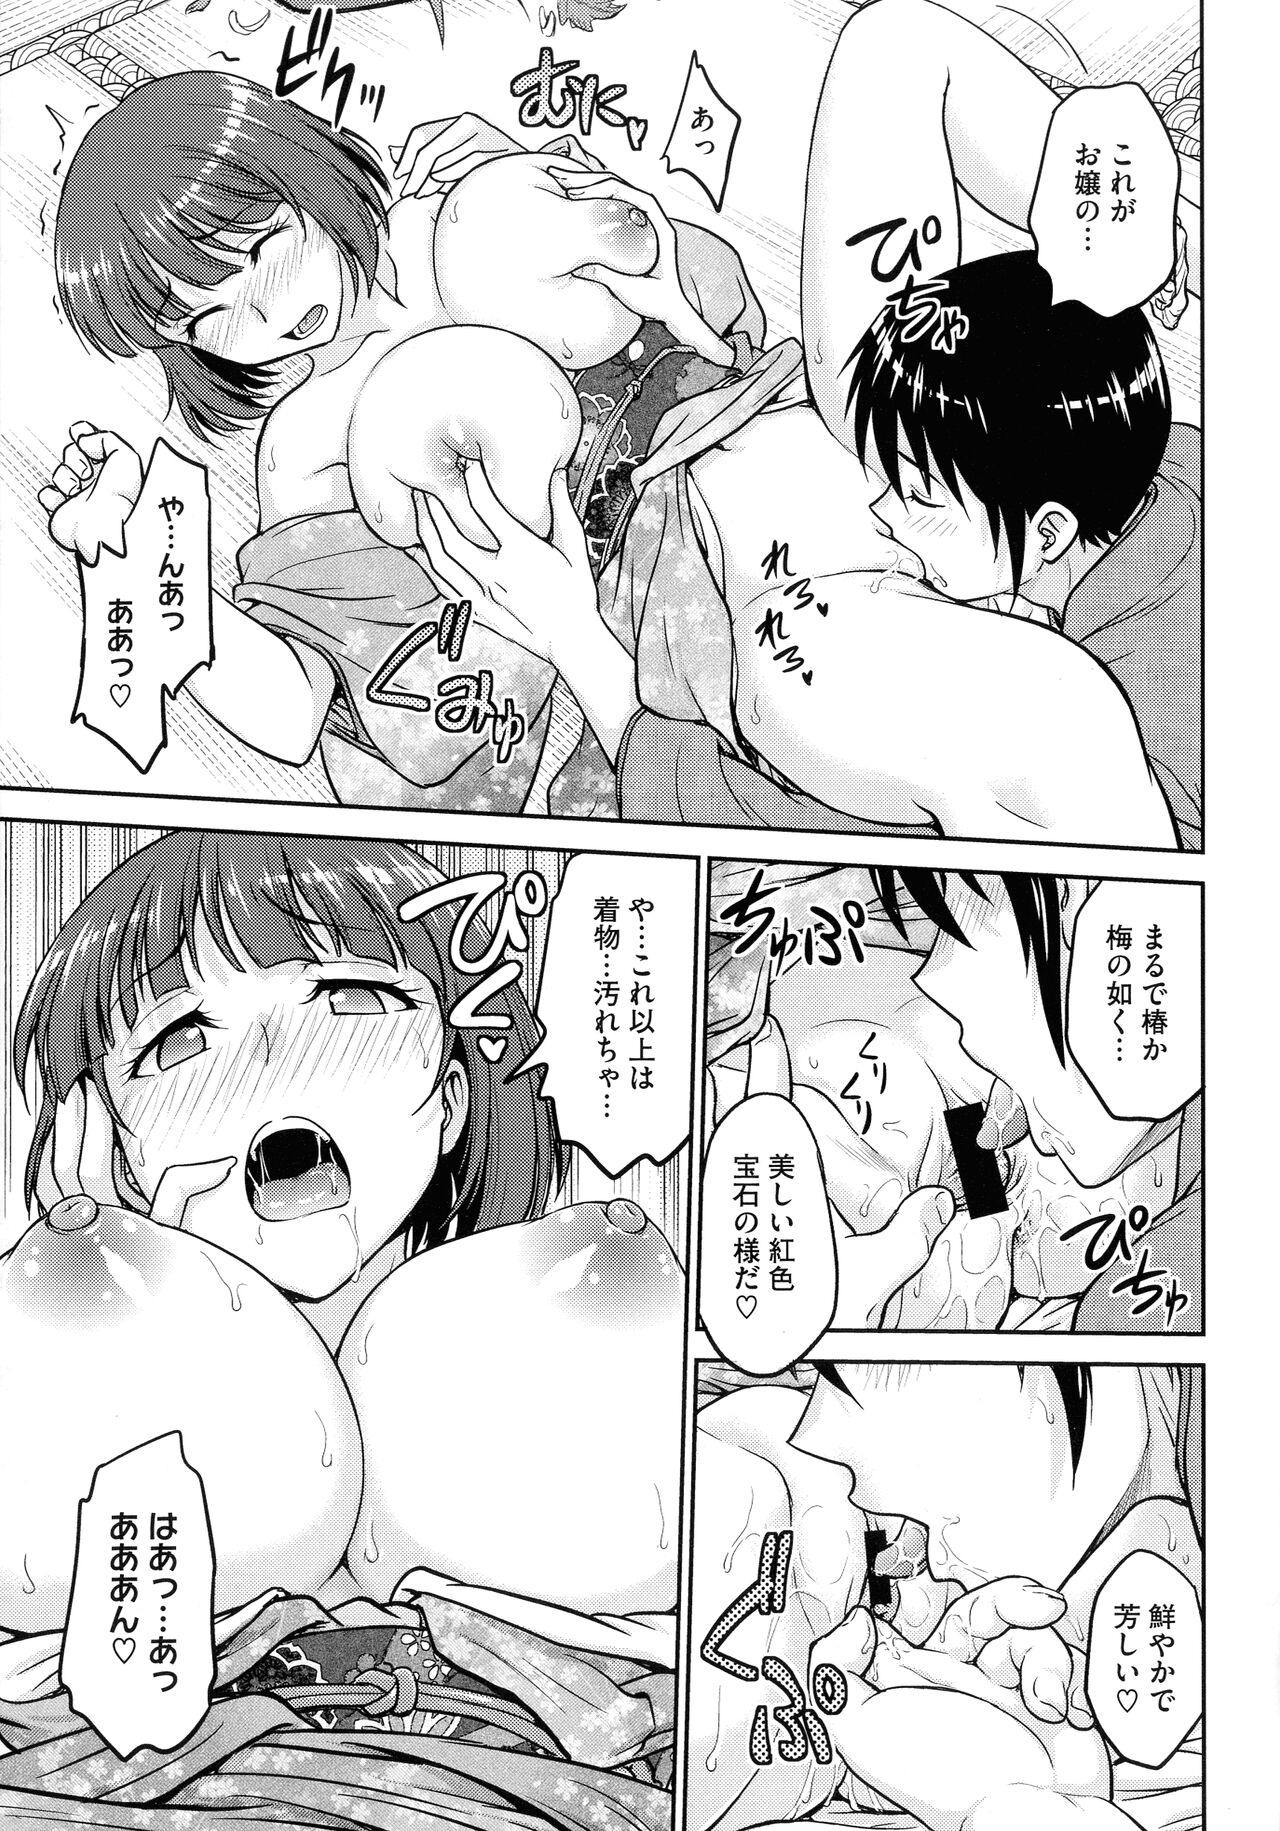 これが
お嬢の…
ぴちゃ
あっ
むにゅ♡
ビクッ
れろ♥
れろ♥
ぐみゅ
や…んあっ
ああっ♡
まるで椿か
梅の如く…
ちゅぷ
くり
くり
ぴちゅ
美しい紅色
宝石の様だ♡
や…これ以上は
着物…汚れちゃ…
ぴく♡
はあっ…あっ
あああん♡
鮮やかで
芳しい♡
ぐぷ